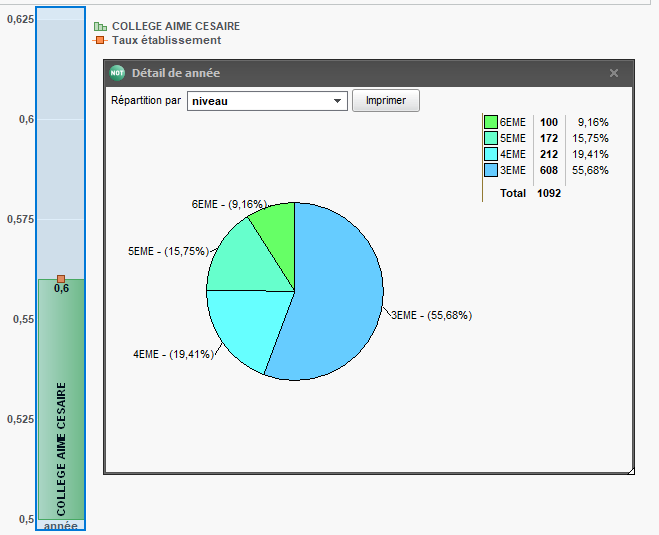 0,625
0,6
0,575
0,55
0,525
0,5
0,6
COLLEGE AIME CESAIRE
année
COLLEGE AIME CESAIRE
Taux établissement
NOT Détail de année
Répartition par niveau Imprimer
6EME 100 9,16%
5EME 172 15,75%
4EME 212 19,41%
3EME 608 55,68%
Total 1092
6EME - (9,16%)
5EME - (15,75%)
3EME - (55,68%)
4EME - (19,41%)